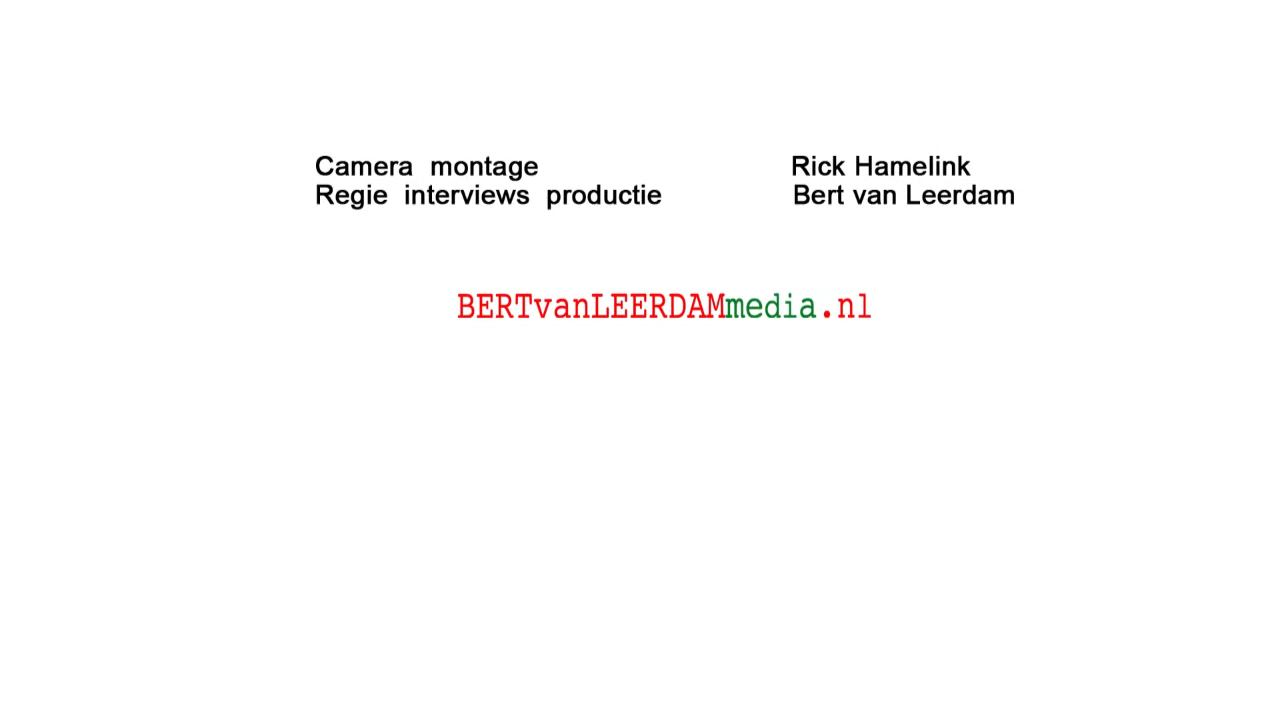 Camera montage Rick Hamelink
Regie interviews productie Bert van Leerdam
BERTvanLEERDAMmedia.nl